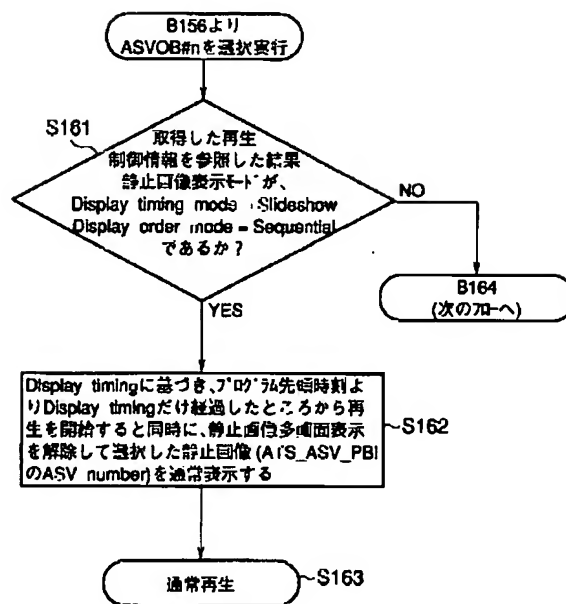 B156より
ASVOB#nを選択実行
S161
取得した再生
制御情報を参照した結果
静止画像表示モードが、
Display timing mode = Slideshow
Display order mode = Sequential
であるか?
NO
B164
(次のフローへ)
YES
Display timingに基づき、プログラム先頭時刻よ
りDisplay timingだけ経過したところから再
生を開始すると同時に、静止画像多画面表示
を解除して選択した静止画像 (ATS_ASV_PBI
のASV number)を通常表示する
S162
通常再生
S163